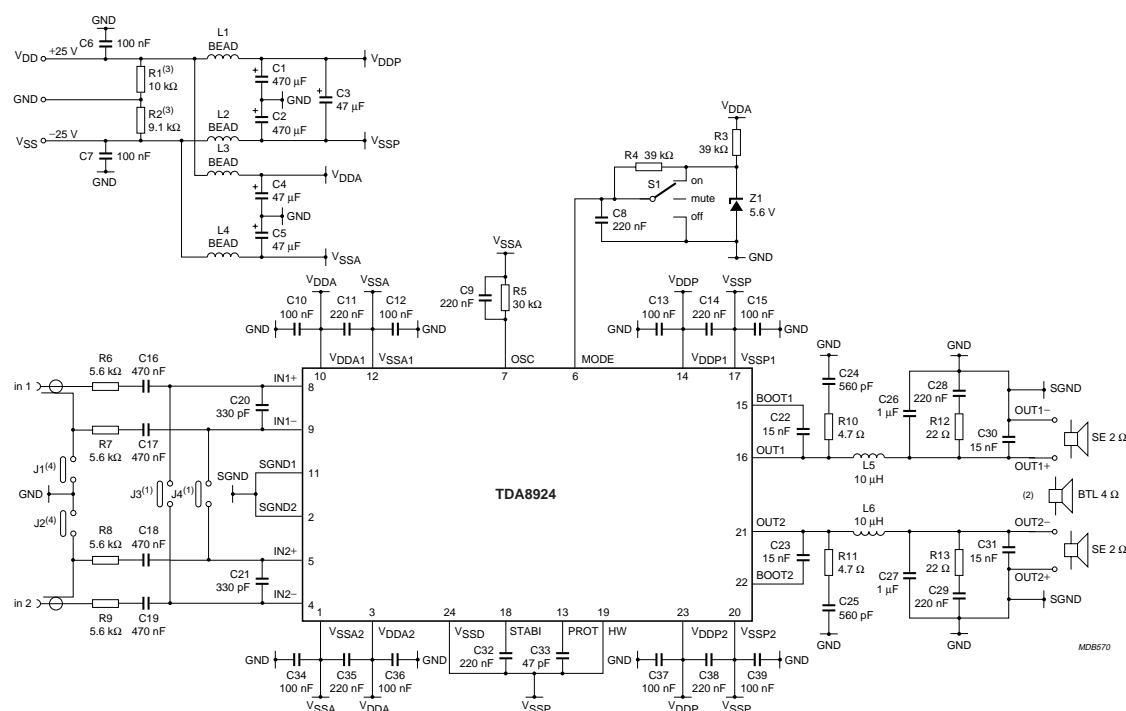 GND
C6
100 nF
VDD
+25 V
R1(3)
10 kΩ
GND
R2(3)
9.1 kΩ
VSS
−25 V
C7
100 nF
GND
L1
BEAD
L2
BEAD
L3
BEAD
L4
BEAD
C1
470 μF
GND
C2
470 μF
C3
47 μF
VDDP
VSSP
C4
47 μF
GND
C5
47 μF
VDDA
VSSA
VDDA
R3
39 kΩ
R4 39 kΩ
S1
on
mute
off
C8
220 nF
Z1
5.6 V
GND
VSSA
C9
220 nF
R5
30 kΩ
VDDA
VSSA
C10
100 nF
C11
220 nF
C12
100 nF
GND
GND
VDDP
VSSP
C13
100 nF
C14
220 nF
C15
100 nF
GND
GND
VDDA1
VSSA1
OSC
MODE
VDDP1
VSSP1
10
12
7
6
14
17
in 1
R6
5.6 kΩ
C16
470 nF
IN1+
8
C20
330 pF
IN1−
9
R7
5.6 kΩ
C17
470 nF
J1(4)
GND
J2(4)
J3(1)
J4(1)
SGND
SGND1
11
SGND2
2
R8
5.6 kΩ
C18
470 nF
IN2+
5
C21
330 pF
IN2−
4
in 2
R9
5.6 kΩ
C19
470 nF
TDA8924
15
BOOT1
C22
15 nF
16
OUT1
21
OUT2
C23
15 nF
22
BOOT2
GND
C24
560 pF
R10
4.7 Ω
L5
10 μH
L6
10 μH
R11
4.7 Ω
C25
560 pF
GND
GND
C26
1 μF
C28
220 nF
R12
22 Ω
C30
15 nF
SGND
OUT1−
OUT1+
SE 2 Ω
(2)
BTL 4 Ω
C27
1 μF
R13
22 Ω
C29
220 nF
C31
15 nF
OUT2−
OUT2+
SE 2 Ω
SGND
GND
1
3
24
18
13
19
23
20
VSSA2
VDDA2
VSSD
STABI
PROT
HW
VDDP2
VSSP2
GND
C34
100 nF
C35
220 nF
C36
100 nF
GND
VSSA
VDDA
C32
220 nF
C33
47 pF
VSSP
GND
C37
100 nF
C38
220 nF
C39
100 nF
GND
VDDP
VSSP
MDB570